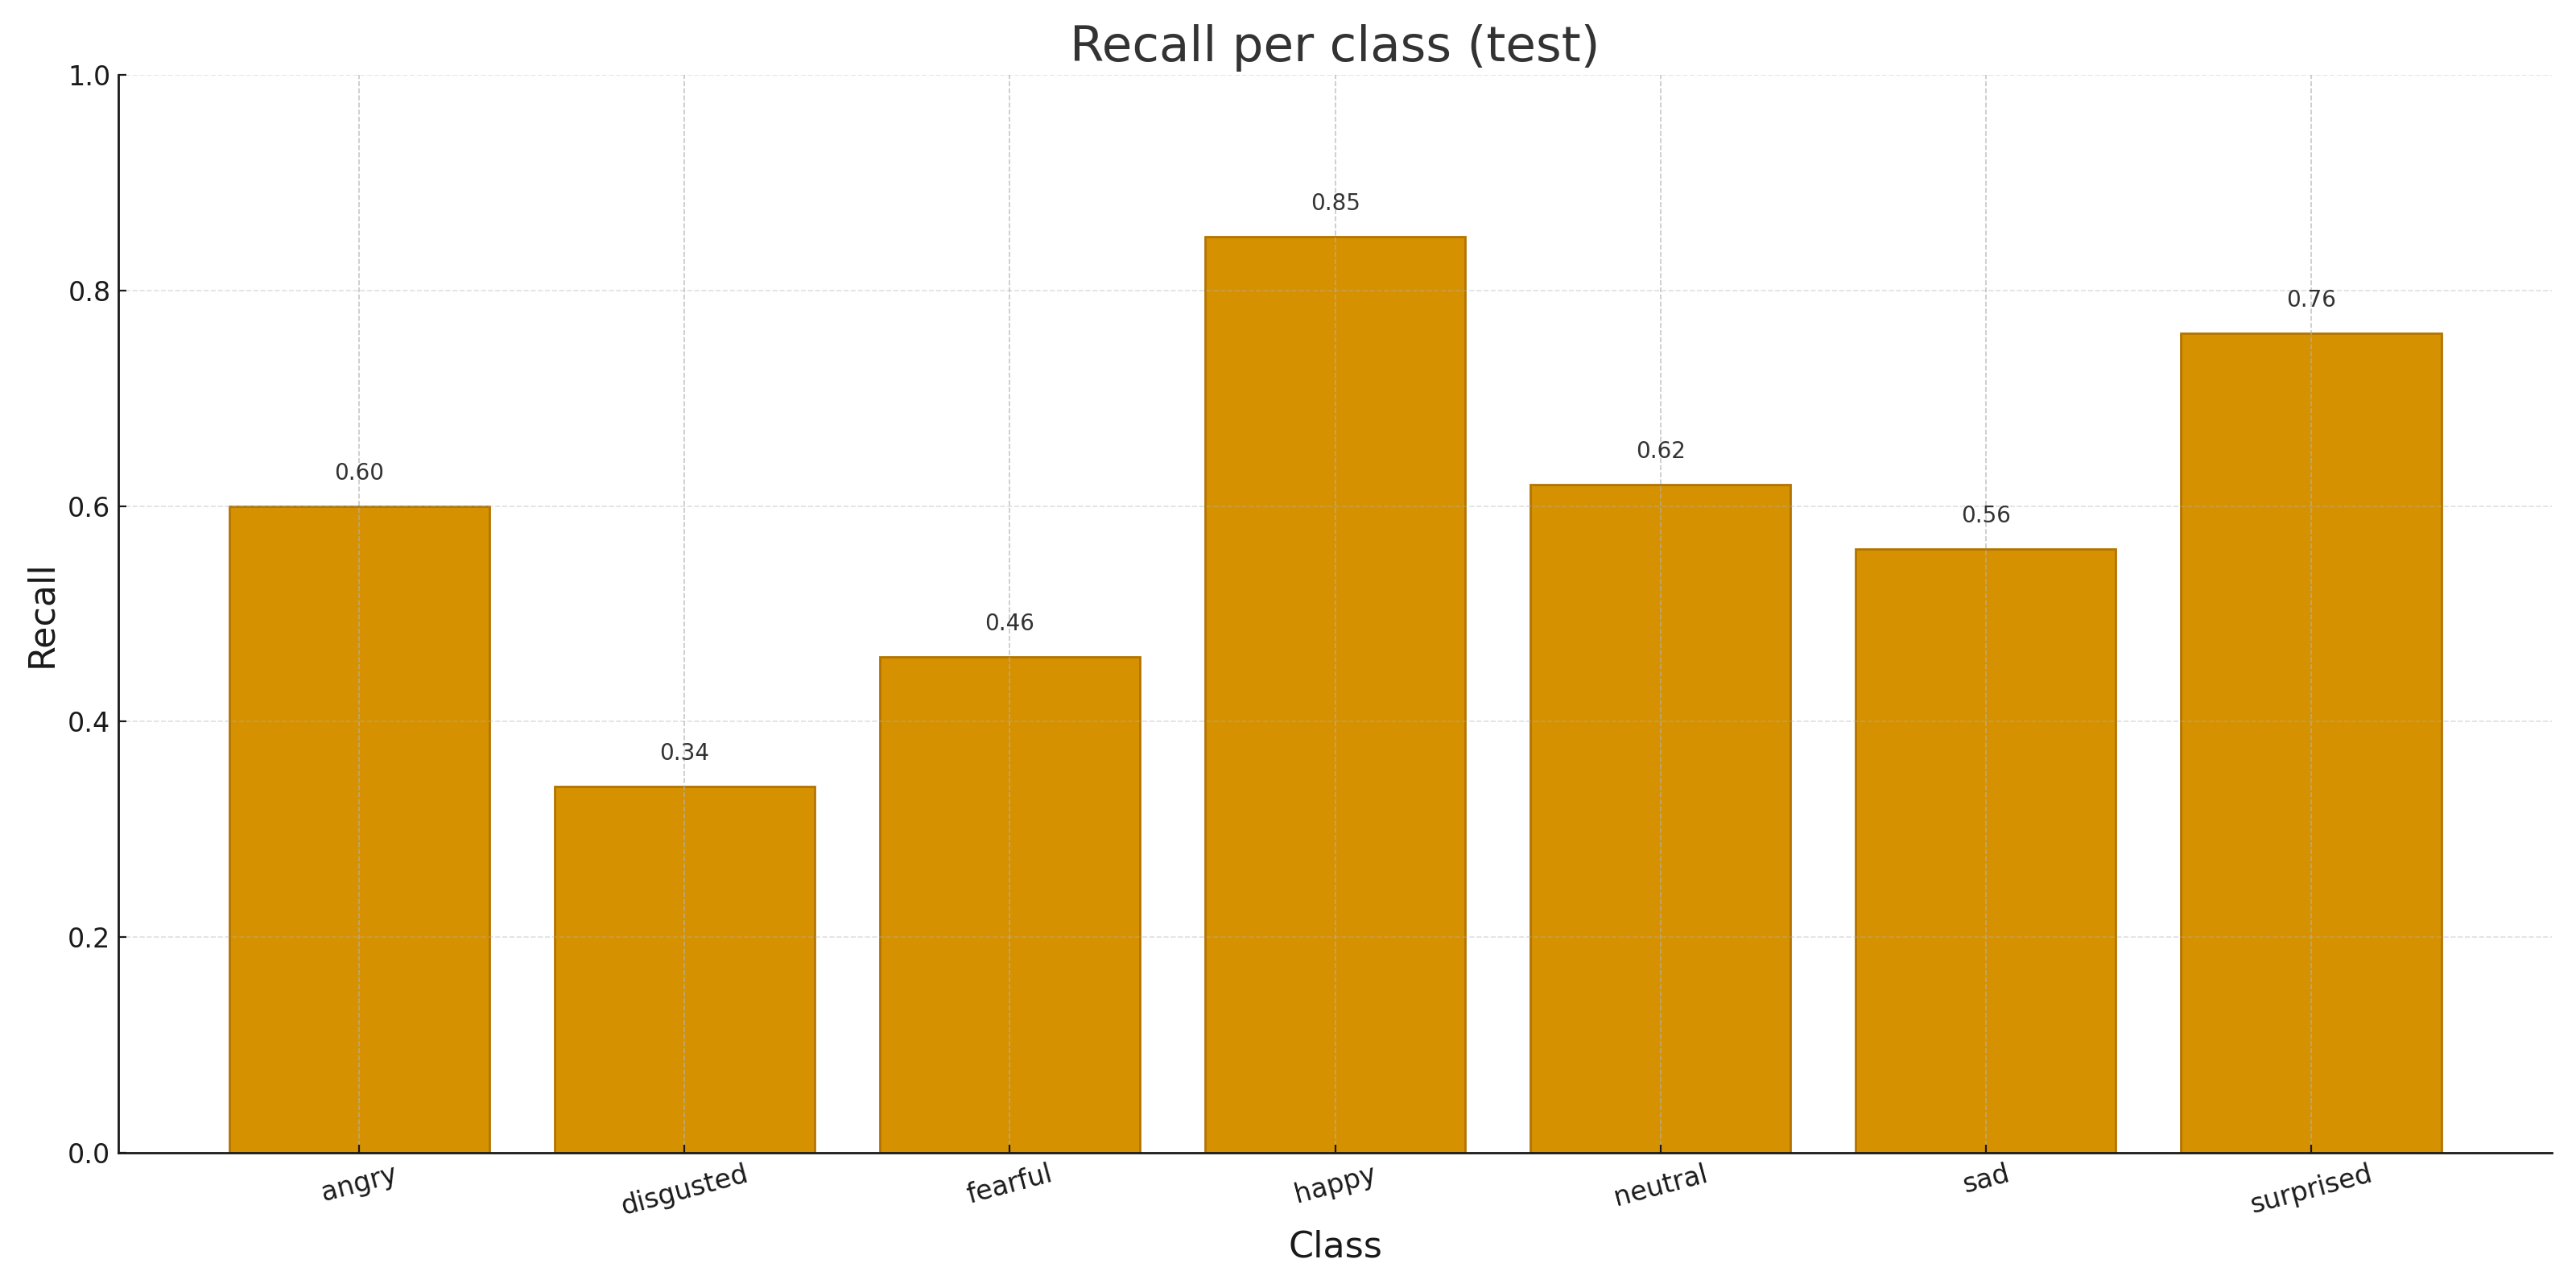 Recall per class (test)
1.0
0.8
0.6
0.4
0.2
0.0
Recall
0.60
0.34
0.46
0.85
0.62
0.56
0.76
angry
disgusted
fearful
happy
neutral
sad
surprised
Class